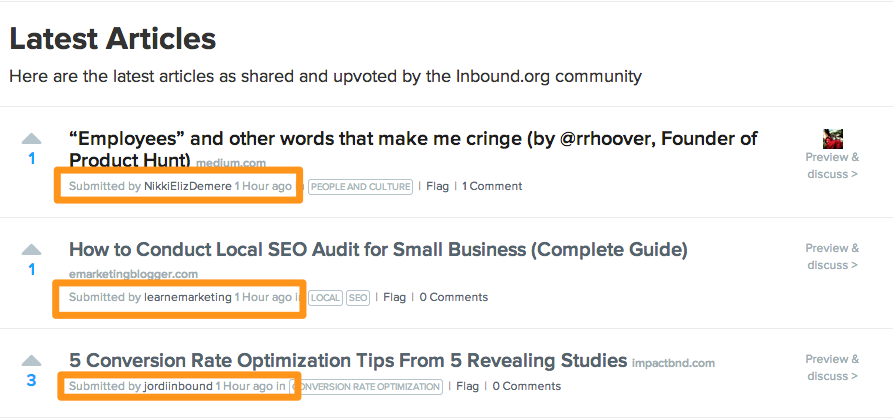 Latest Articles
Here are the latest articles as shared and upvoted by the Inbound.org community
“Employees” and other words that make me cringe (by @rrhoover, Founder of
Product Hunt) medium.com
1
Submitted by NikkiElizDemere 1 Hour ago in PEOPLE AND CULTURE | Flag | 1 Comment
Preview &
discuss >
How to Conduct Local SEO Audit for Small Business (Complete Guide)
1
emarketingblogger.com
Submitted by learnemarketing 1 Hour ago in LOCAL SEO | Flag | 0 Comments
Preview &
discuss >
5 Conversion Rate Optimization Tips From 5 Revealing Studies impactbnd.com
3
Submitted by jordiinbound 1 Hour ago in CONVERSION RATE OPTIMIZATION | Flag | 0 Comments
Preview &
discuss >